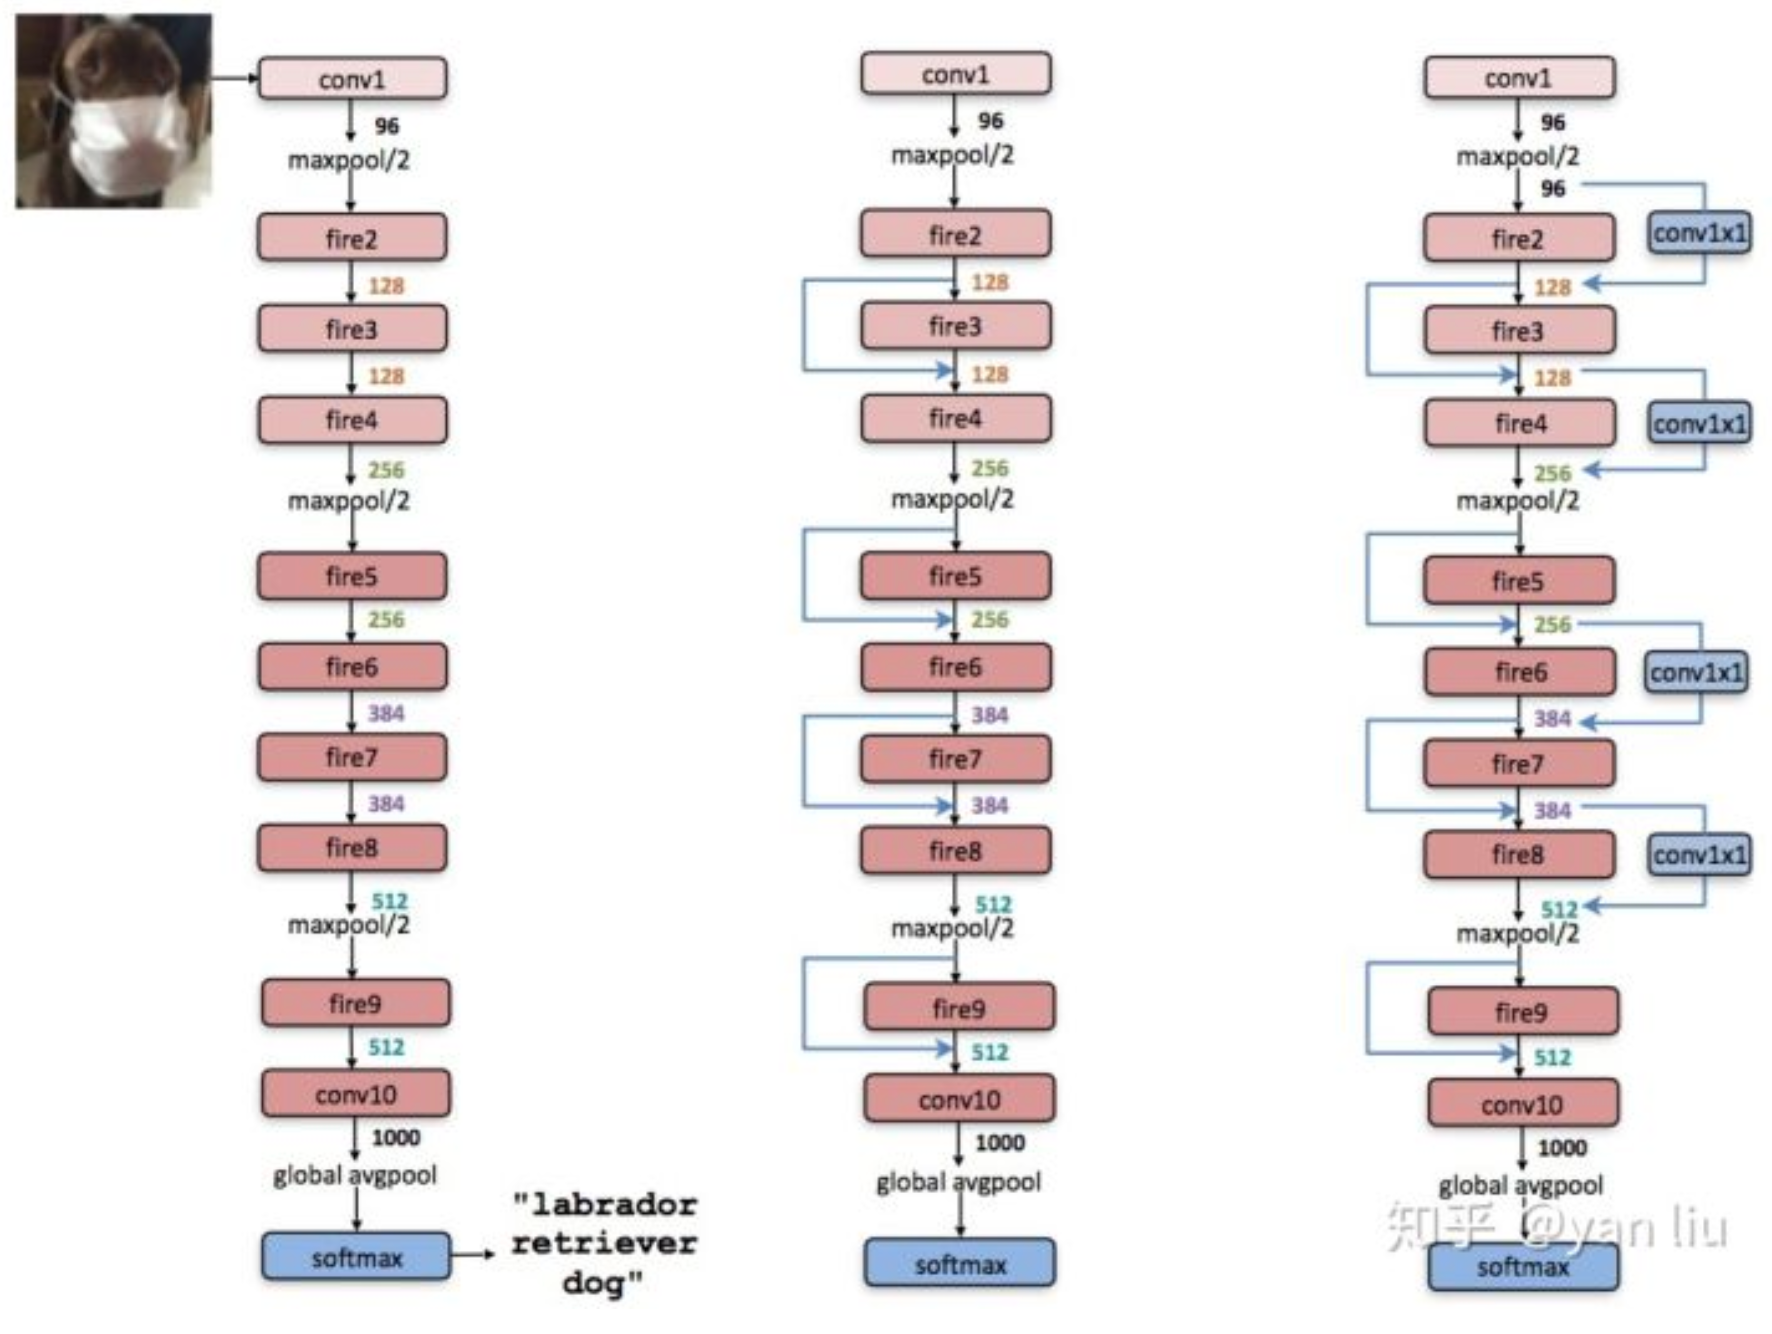 conv1
96
maxpool/2
fire2
128
fire3
128
fire4
256
maxpool/2
fire5
256
fire6
384
fire7
384
fire8
512
maxpool/2
fire9
512
conv10
1000
global avgpool
softmax
"labrador
retriever
dog"
conv1
96
maxpool/2
fire2
128
fire3
128
fire4
256
maxpool/2
fire5
256
fire6
384
fire7
384
fire8
512
maxpool/2
fire9
512
conv10
1000
global avgpool
softmax
conv1
96
maxpool/2
96
fire2
conv1x1
128
fire3
128
fire4
conv1x1
256
maxpool/2
fire5
256
fire6
conv1x1
384
fire7
384
fire8
conv1x1
512
maxpool/2
fire9
512
conv10
1000
global avgpool
softmax
知乎 @yan liu